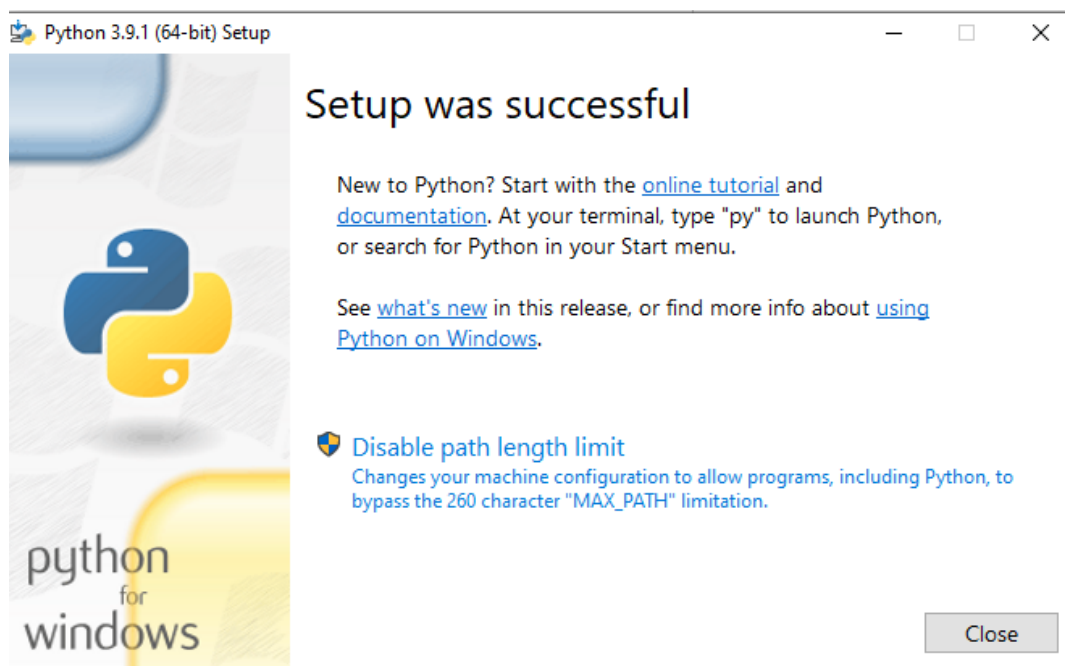 Python 3.9.1 (64-bit) Setup
Setup was successful
New to Python? Start with the online tutorial and
documentation. At your terminal, type "py" to launch Python,
or search for Python in your Start menu.
See what's new in this release, or find more info about using
Python on Windows.
Disable path length limit
Changes your machine configuration to allow programs, including Python, to
bypass the 260 character "MAX_PATH" limitation.
python
for
windows
Close